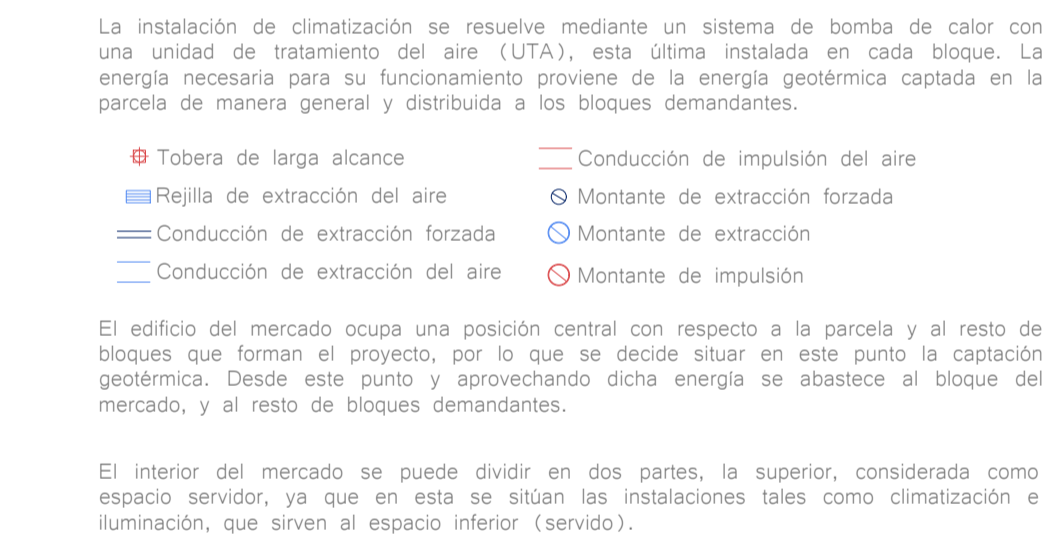 La instalación de climatización se resuelve mediante un sistema de bomba de calor con
una unidad de tratamiento del aire (UTA), esta última instalada en cada bloque. La
energía necesaria para su funcionamiento proviene de la energía geotérmica captada en la
parcela de manera general y distribuida a los bloques demandantes.
Tobera de larga alcance
Rejilla de extracción del aire
Conducción de extracción forzada
Conducción de extracción del aire
Conducción de impulsión del aire
Montante de extracción forzada
Montante de extracción
Montante de impulsión
El edificio del mercado ocupa una posición central con respecto a la parcela y al resto de
bloques que forman el proyecto, por lo que se decide situar en este punto la captación
geotérmica. Desde este punto y aprovechando dicha energía se abastece al bloque del
mercado, y al resto de bloques demandantes.
El interior del mercado se puede dividir en dos partes, la superior, considerada como
espacio servidor, ya que en esta se sitúan las instalaciones tales como climatización e
iluminación, que sirven al espacio inferior (servido).